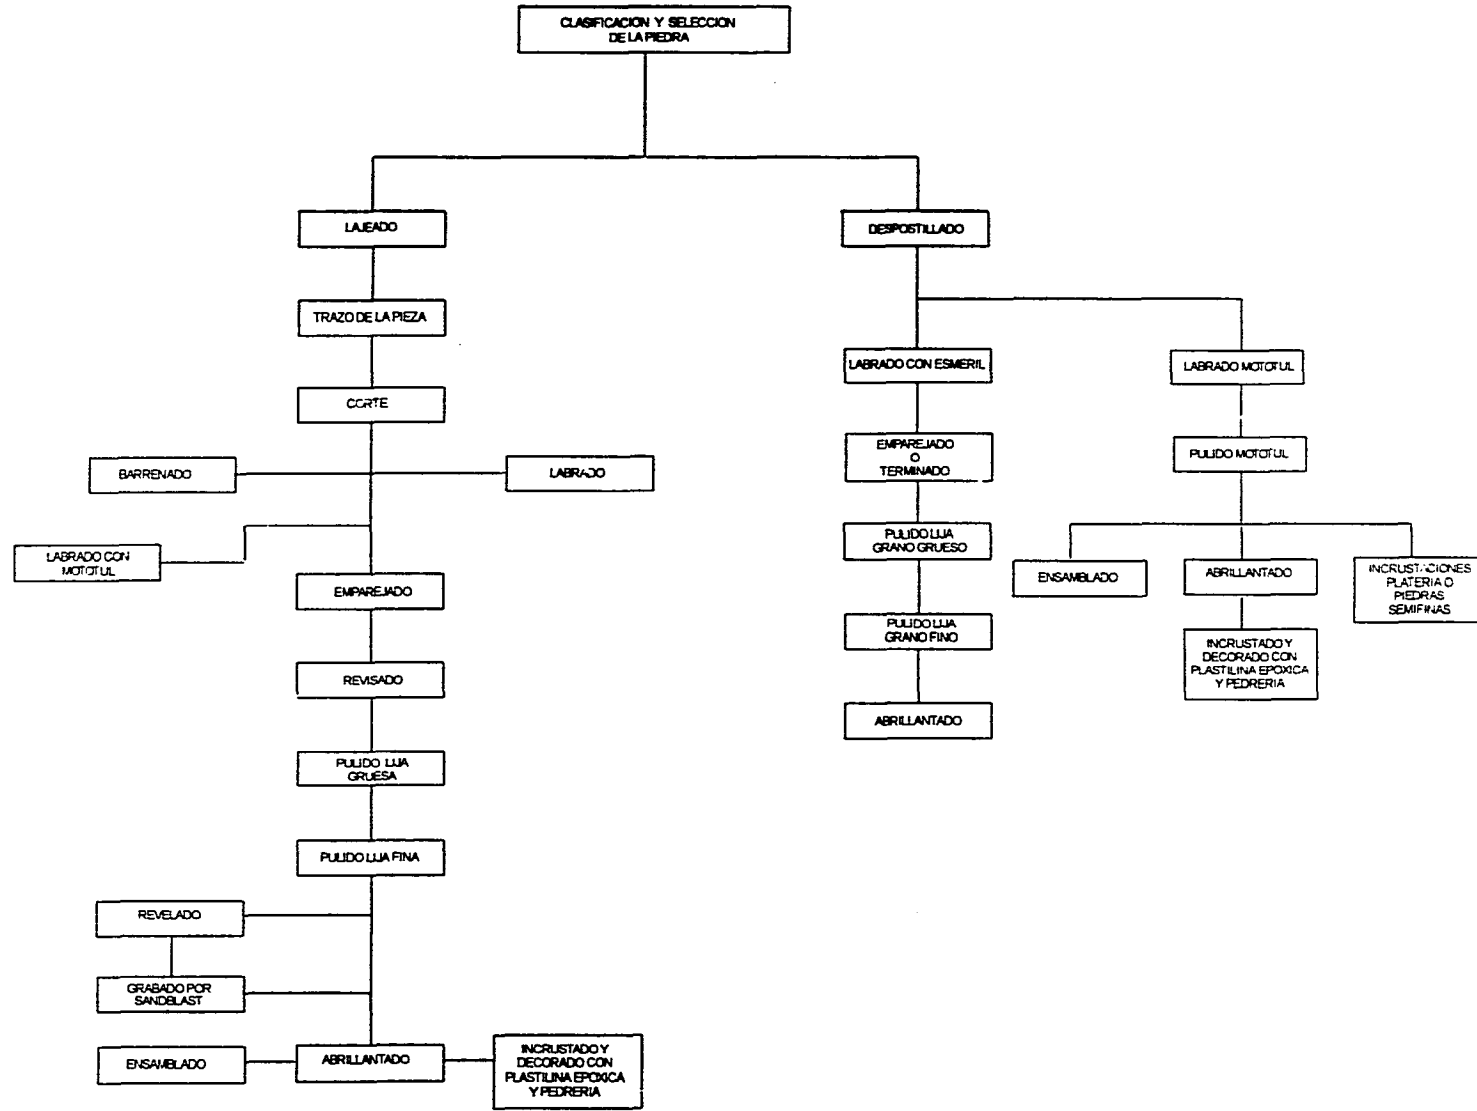 CLASIFICACION Y SELECCION
DE LA PIEDRA
LAJEADO
DESPOSTILLADO
TRAZO DE LA PIEZA
LABRADO CON ESMERIL
LABRADO MOTOTUL
CORTE
EMPAREJADO
O
TERMINADO
PULIDO MOTOTUL
BARRENADO
LABRADO
LABRADO CON
MOTOTUL
PULIDO LIJA
GRANO GRUESO
ENSAMBLADO
ABRILLANTADO
INCRUSTACIONES
PLATERIA O
PIEDRAS
SEMIFINAS
EMPAREJADO
PULIDO LIJA
GRANO FINO
INCRUSTADO Y
DECORADO CON
PLASTILINA EPOXICA
Y PEDRERIA
REVISADO
ABRILLANTADO
PULIDO LIJA
GRUESA
PULIDO LIJA FINA
REVELADO
GRABADO POR
SANDBLAST
ENSAMBLADO
ABRILLANTADO
INCRUSTADO Y
DECORADO CON
PLASTILINA EPOXICA
Y PEDRERIA